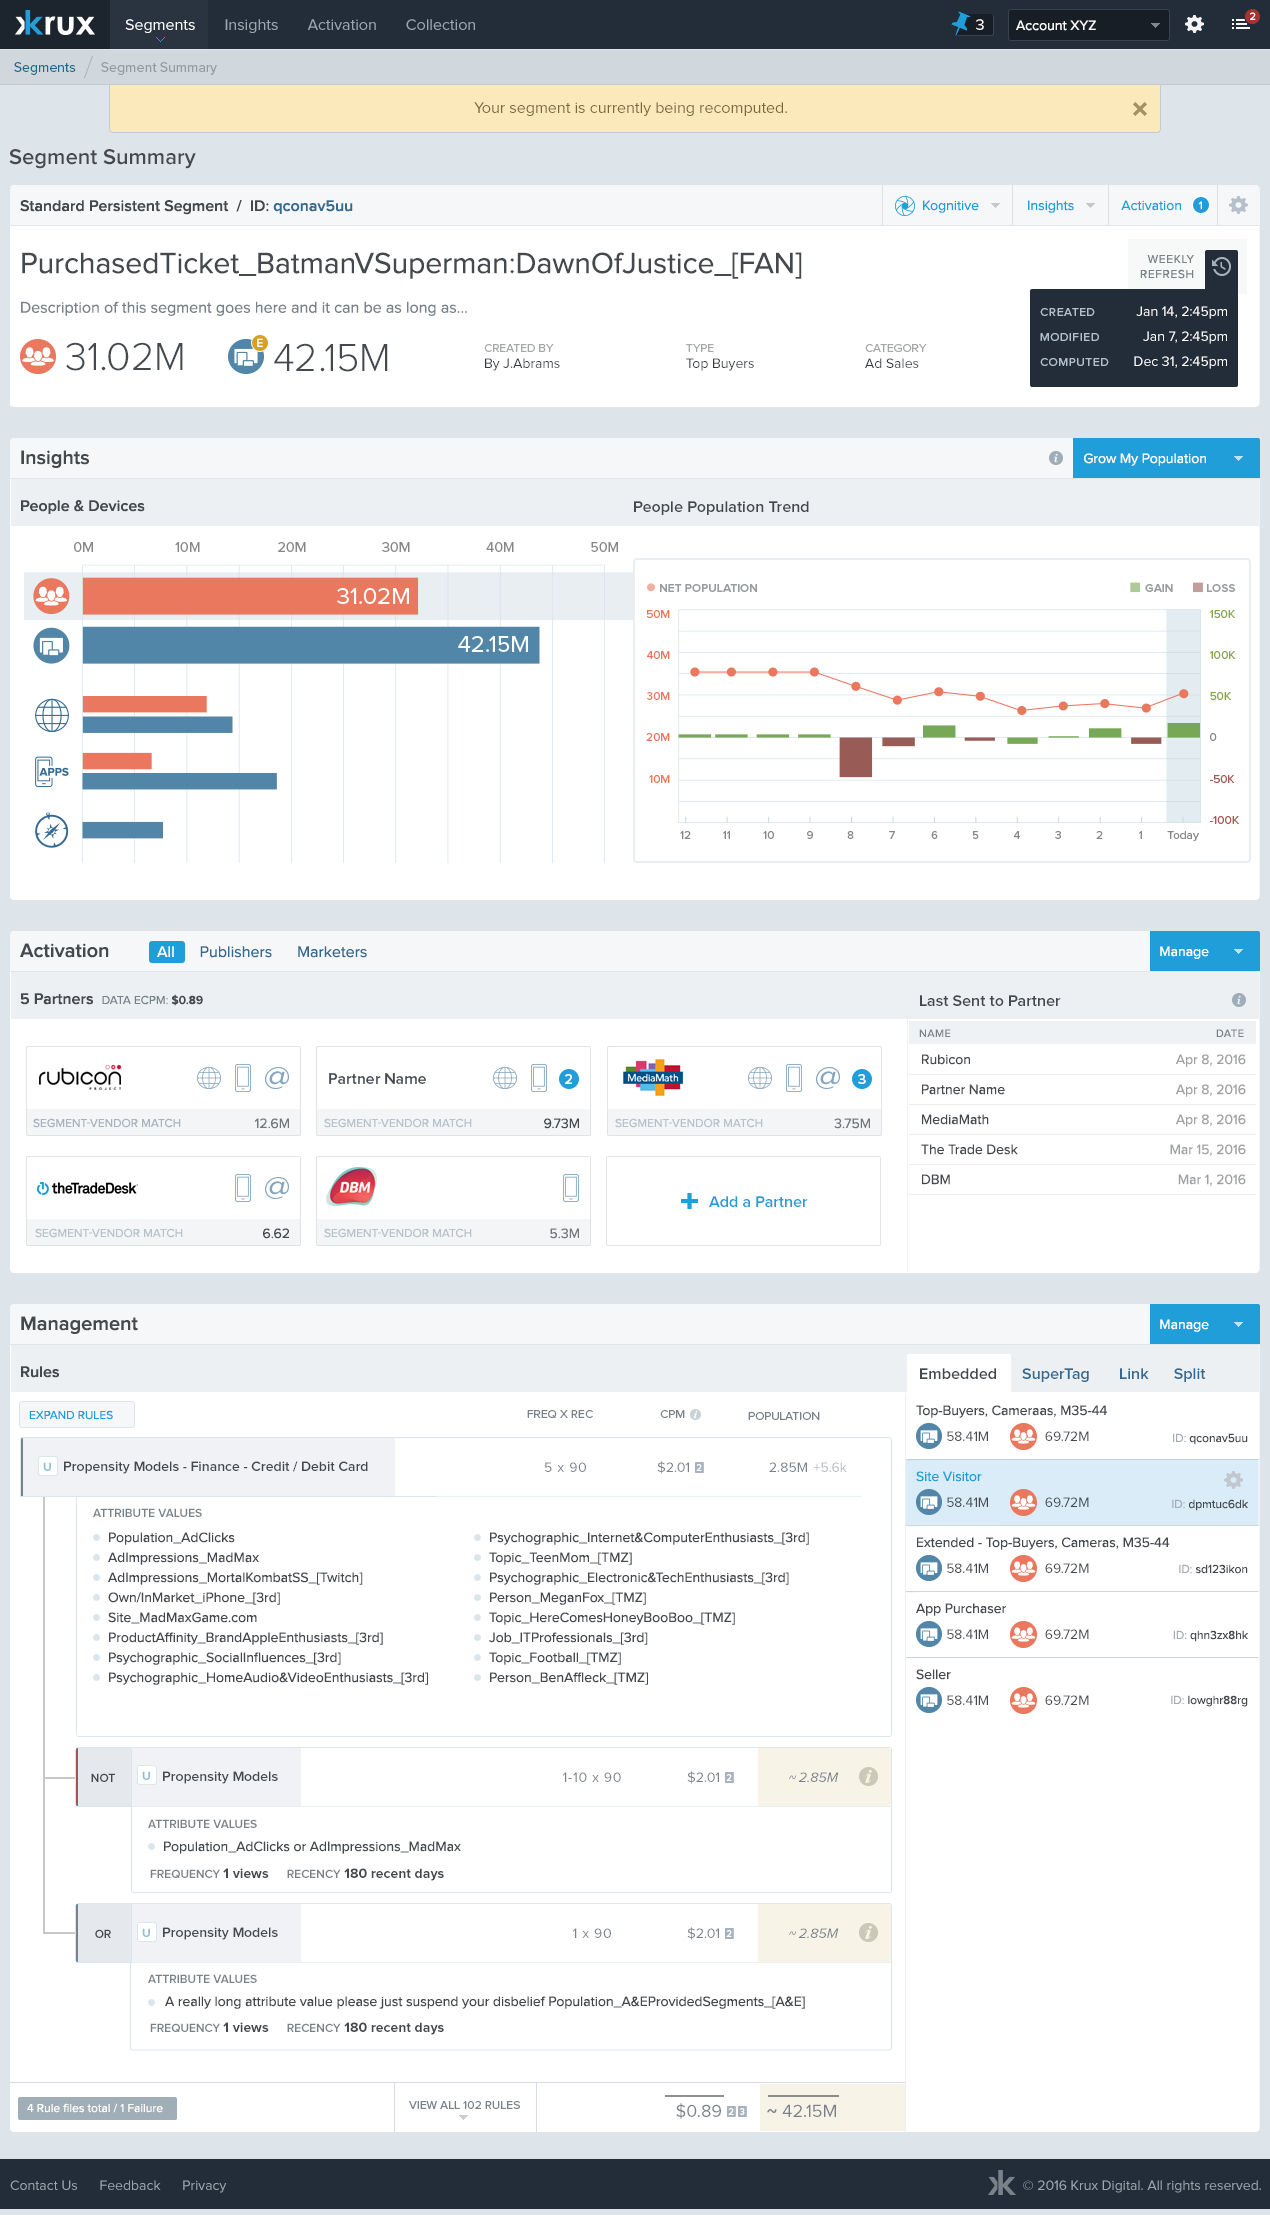 krux
Segments Insights Activation Collection
3
Account XYZ
2
Segments / Segment Summary
Your segment is currently being recomputed.
Segment Summary
Standard Persistent Segment / ID: qconav5uu
Kognitive Insights Activation 1
PurchasedTicket_BatmanVSuperman:DawnOfJustice_[FAN]
WEEKLY
REFRESH
Description of this segment goes here and it can be as long as...
CREATED Jan 14, 2:45pm
MODIFIED Jan 7, 2:45pm
COMPUTED Dec 31, 2:45pm
31.02M
E
42.15M
CREATED BY
By J.Abrams
TYPE
Top Buyers
CATEGORY
Ad Sales
Insights
i
Grow My Population
People & Devices
0M 10M 20M 30M 40M 50M
31.02M
42.15M
APPS
People Population Trend
NET POPULATION GAIN LOSS
50M 150K
40M 100K
30M 50K
20M 0
10M -50K
-100K
12 11 10 9 8 7 6 5 4 3 2 1 Today
Activation All Publishers Marketers
Manage
5 Partners DATA ECPM: $0.89
rubicon
PROJECT
@
SEGMENT-VENDOR MATCH 12.6M
Partner Name 2
SEGMENT-VENDOR MATCH 9.73M
MediaMath @ 3
SEGMENT-VENDOR MATCH 3.75M
theTradeDesk @
SEGMENT-VENDOR MATCH 6.62
DBM
SEGMENT-VENDOR MATCH 5.3M
Add a Partner
Last Sent to Partner i
NAME DATE
Rubicon Apr 8, 2016
Partner Name Apr 8, 2016
MediaMath Apr 8, 2016
The Trade Desk Mar 15, 2016
DBM Mar 1, 2016
Management
Manage
Rules
EXPAND RULES
FREQ X REC CPM i POPULATION
U Propensity Models - Finance - Credit / Debit Card 5 x 90 $2.01 2 2.85M +5.6k
ATTRIBUTE VALUES
Population_AdClicks
AdImpressions_MadMax
AdImpressions_MortalKombatSS_[Twitch]
Own/InMarket_iPhone_[3rd]
Site_MadMaxGame.com
ProductAffinity_BrandAppleEnthusiasts_[3rd]
Psychographic_SocialInfluences_[3rd]
Psychographic_HomeAudio&VideoEnthusiasts_[3rd]
Psychographic_Internet&ComputerEnthusiasts_[3rd]
Topic_TeenMom_[TMZ]
Psychographic_Electronic&TechEnthusiasts_[3rd]
Person_MeganFox_[TMZ]
Topic_HereComesHoneyBooBoo_[TMZ]
Job_ITProfessionals_[3rd]
Topic_Football_[TMZ]
Person_BenAffleck_[TMZ]
NOT U Propensity Models 1-10 x 90 $2.01 2 ~2.85M i
ATTRIBUTE VALUES
Population_AdClicks or AdImpressions_MadMax
FREQUENCY 1 views RECENCY 180 recent days
OR U Propensity Models 1 x 90 $2.01 2 ~2.85M i
ATTRIBUTE VALUES
A really long attribute value please just suspend your disbelief Population_A&EProvidedSegments_[A&E]
FREQUENCY 1 views RECENCY 180 recent days
4 Rule files total / 1 Failure
VIEW ALL 102 RULES
$0.89 2 3 ~ 42.15M
Embedded SuperTag Link Split
Top-Buyers, Cameraas, M35-44
58.41M 69.72M ID: qconav5uu
Site Visitor
58.41M 69.72M ID: dpmtuc6dk
Extended - Top-Buyers, Cameras, M35-44
58.41M 69.72M ID: sd123ikon
App Purchaser
58.41M 69.72M ID: qhn3zx8hk
Seller
58.41M 69.72M ID: lowghr88rg
Contact Us Feedback Privacy
© 2016 Krux Digital. All rights reserved.